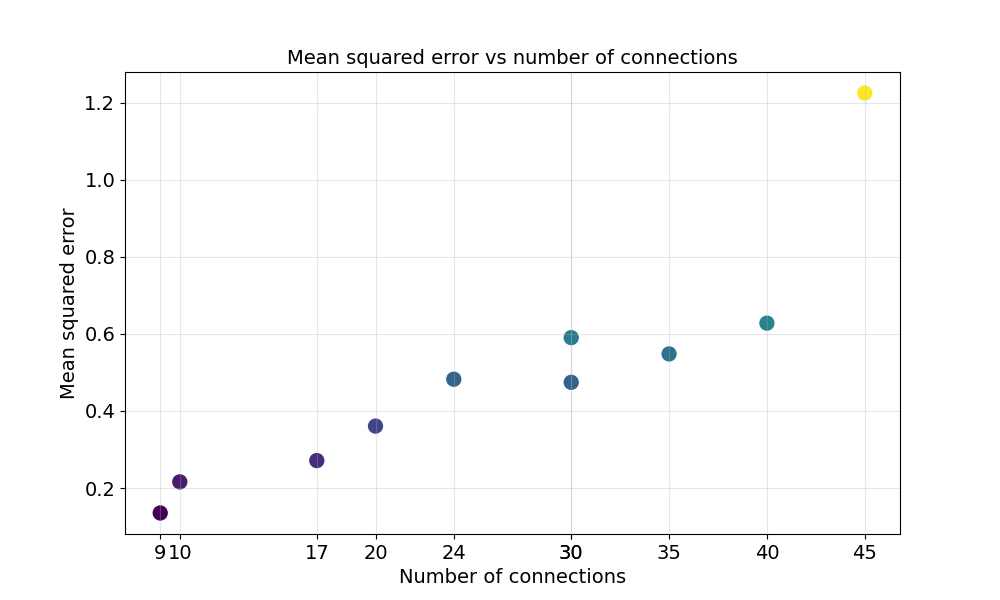 Mean squared error vs number of connections
Mean squared error
1.2
1.0
0.8
0.6
0.4
0.2
9 10 17 20 24 30 35 40 45
Number of connections